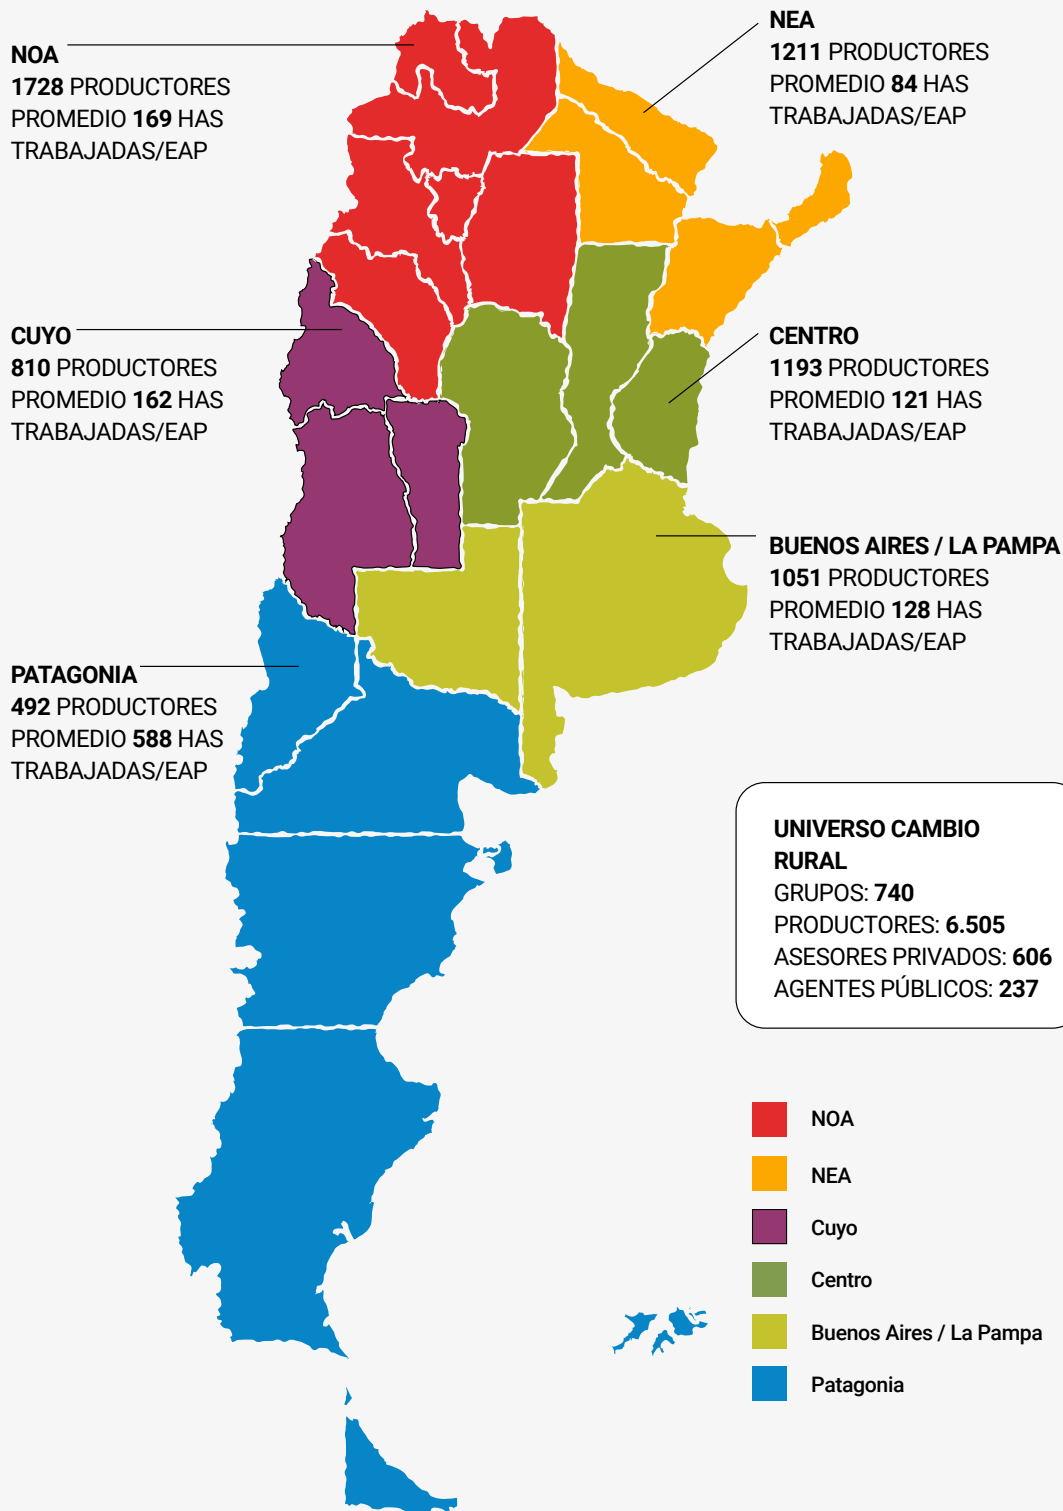 NOA
1728 PRODUCTORES
PROMEDIO 169 HAS
TRABAJADAS/EAP
NEA
1211 PRODUCTORES
PROMEDIO 84 HAS
TRABAJADAS/EAP
CUYO
810 PRODUCTORES
PROMEDIO 162 HAS
TRABAJADAS/EAP
CENTRO
1193 PRODUCTORES
PROMEDIO 121 HAS
TRABAJADAS/EAP
BUENOS AIRES / LA PAMPA
1051 PRODUCTORES
PROMEDIO 128 HAS
TRABAJADAS/EAP
PATAGONIA
492 PRODUCTORES
PROMEDIO 588 HAS
TRABAJADAS/EAP
UNIVERSO CAMBIO
RURAL
GRUPOS: 740
PRODUCTORES: 6.505
ASESORES PRIVADOS: 606
AGENTES PÚBLICOS: 237
NOA
NEA
Cuyo
Centro
Buenos Aires / La Pampa
Patagonia